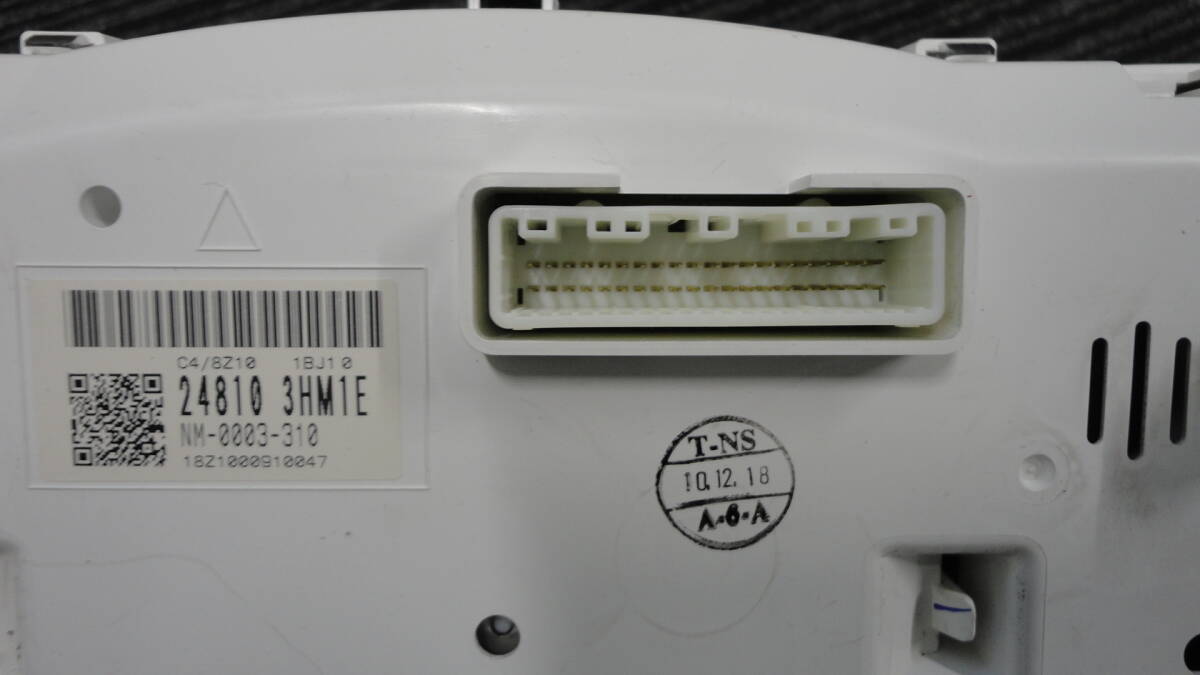 C4/8Z10 1BJ10
24810 3HM1E
NM-0003-310
18Z1000910047
T-NS
10.12.18
A-6-A